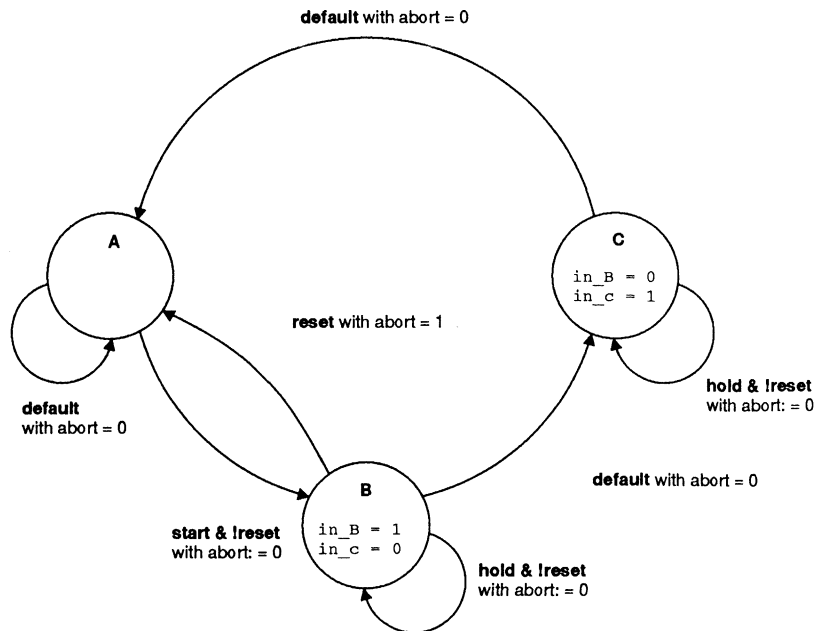 default with abort = 0
A
C
in_B = 0
in_c = 1
reset with abort = 1
hold & !reset
with abort: = 0
default
with abort = 0
default with abort = 0
B
in_B = 1
in_c = 0
start & !reset
with abort: = 0
hold & !reset
with abort: = 0